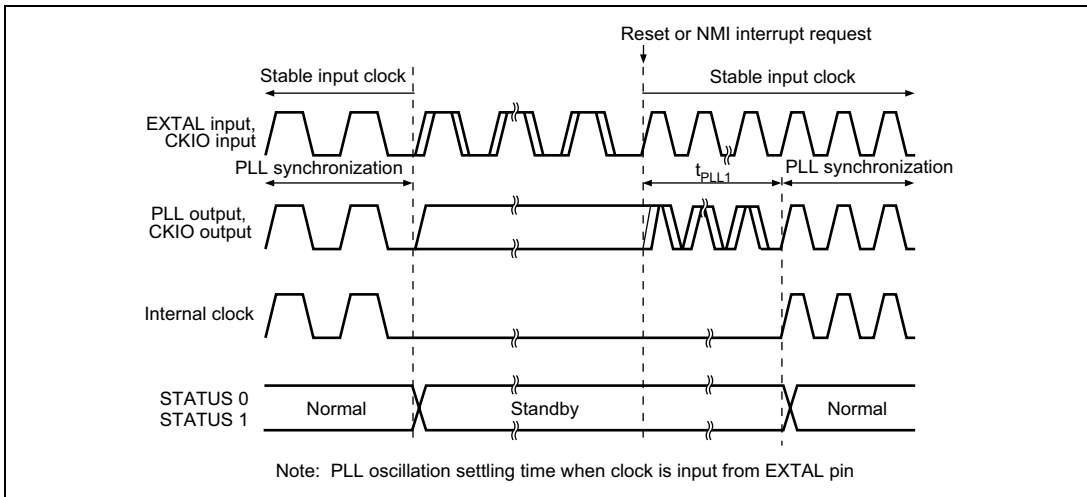 Reset or NMI interrupt request
Stable input clock
Stable input clock
EXTAL input,
CKIO input
PLL synchronization
tPLL1
PLL synchronization
PLL output,
CKIO output
Internal clock
STATUS 0
STATUS 1
Normal
Standby
Normal
Note: PLL oscillation settling time when clock is input from EXTAL pin